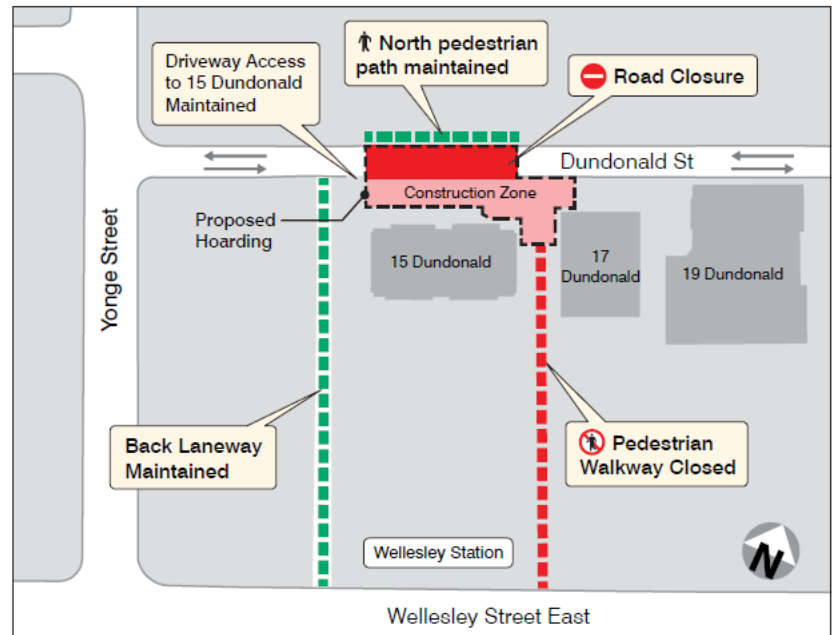 Driveway Access
to 15 Dundonald
Maintained
North pedestrian
path maintained
Road Closure
Dundonald St
Construction Zone
Proposed
Hoarding
15 Dundonald
17
Dundonald
19 Dundonald
Yonge Street
Back Laneway
Maintained
Pedestrian
Walkway Closed
Wellesley Station
N
Wellesley Street East